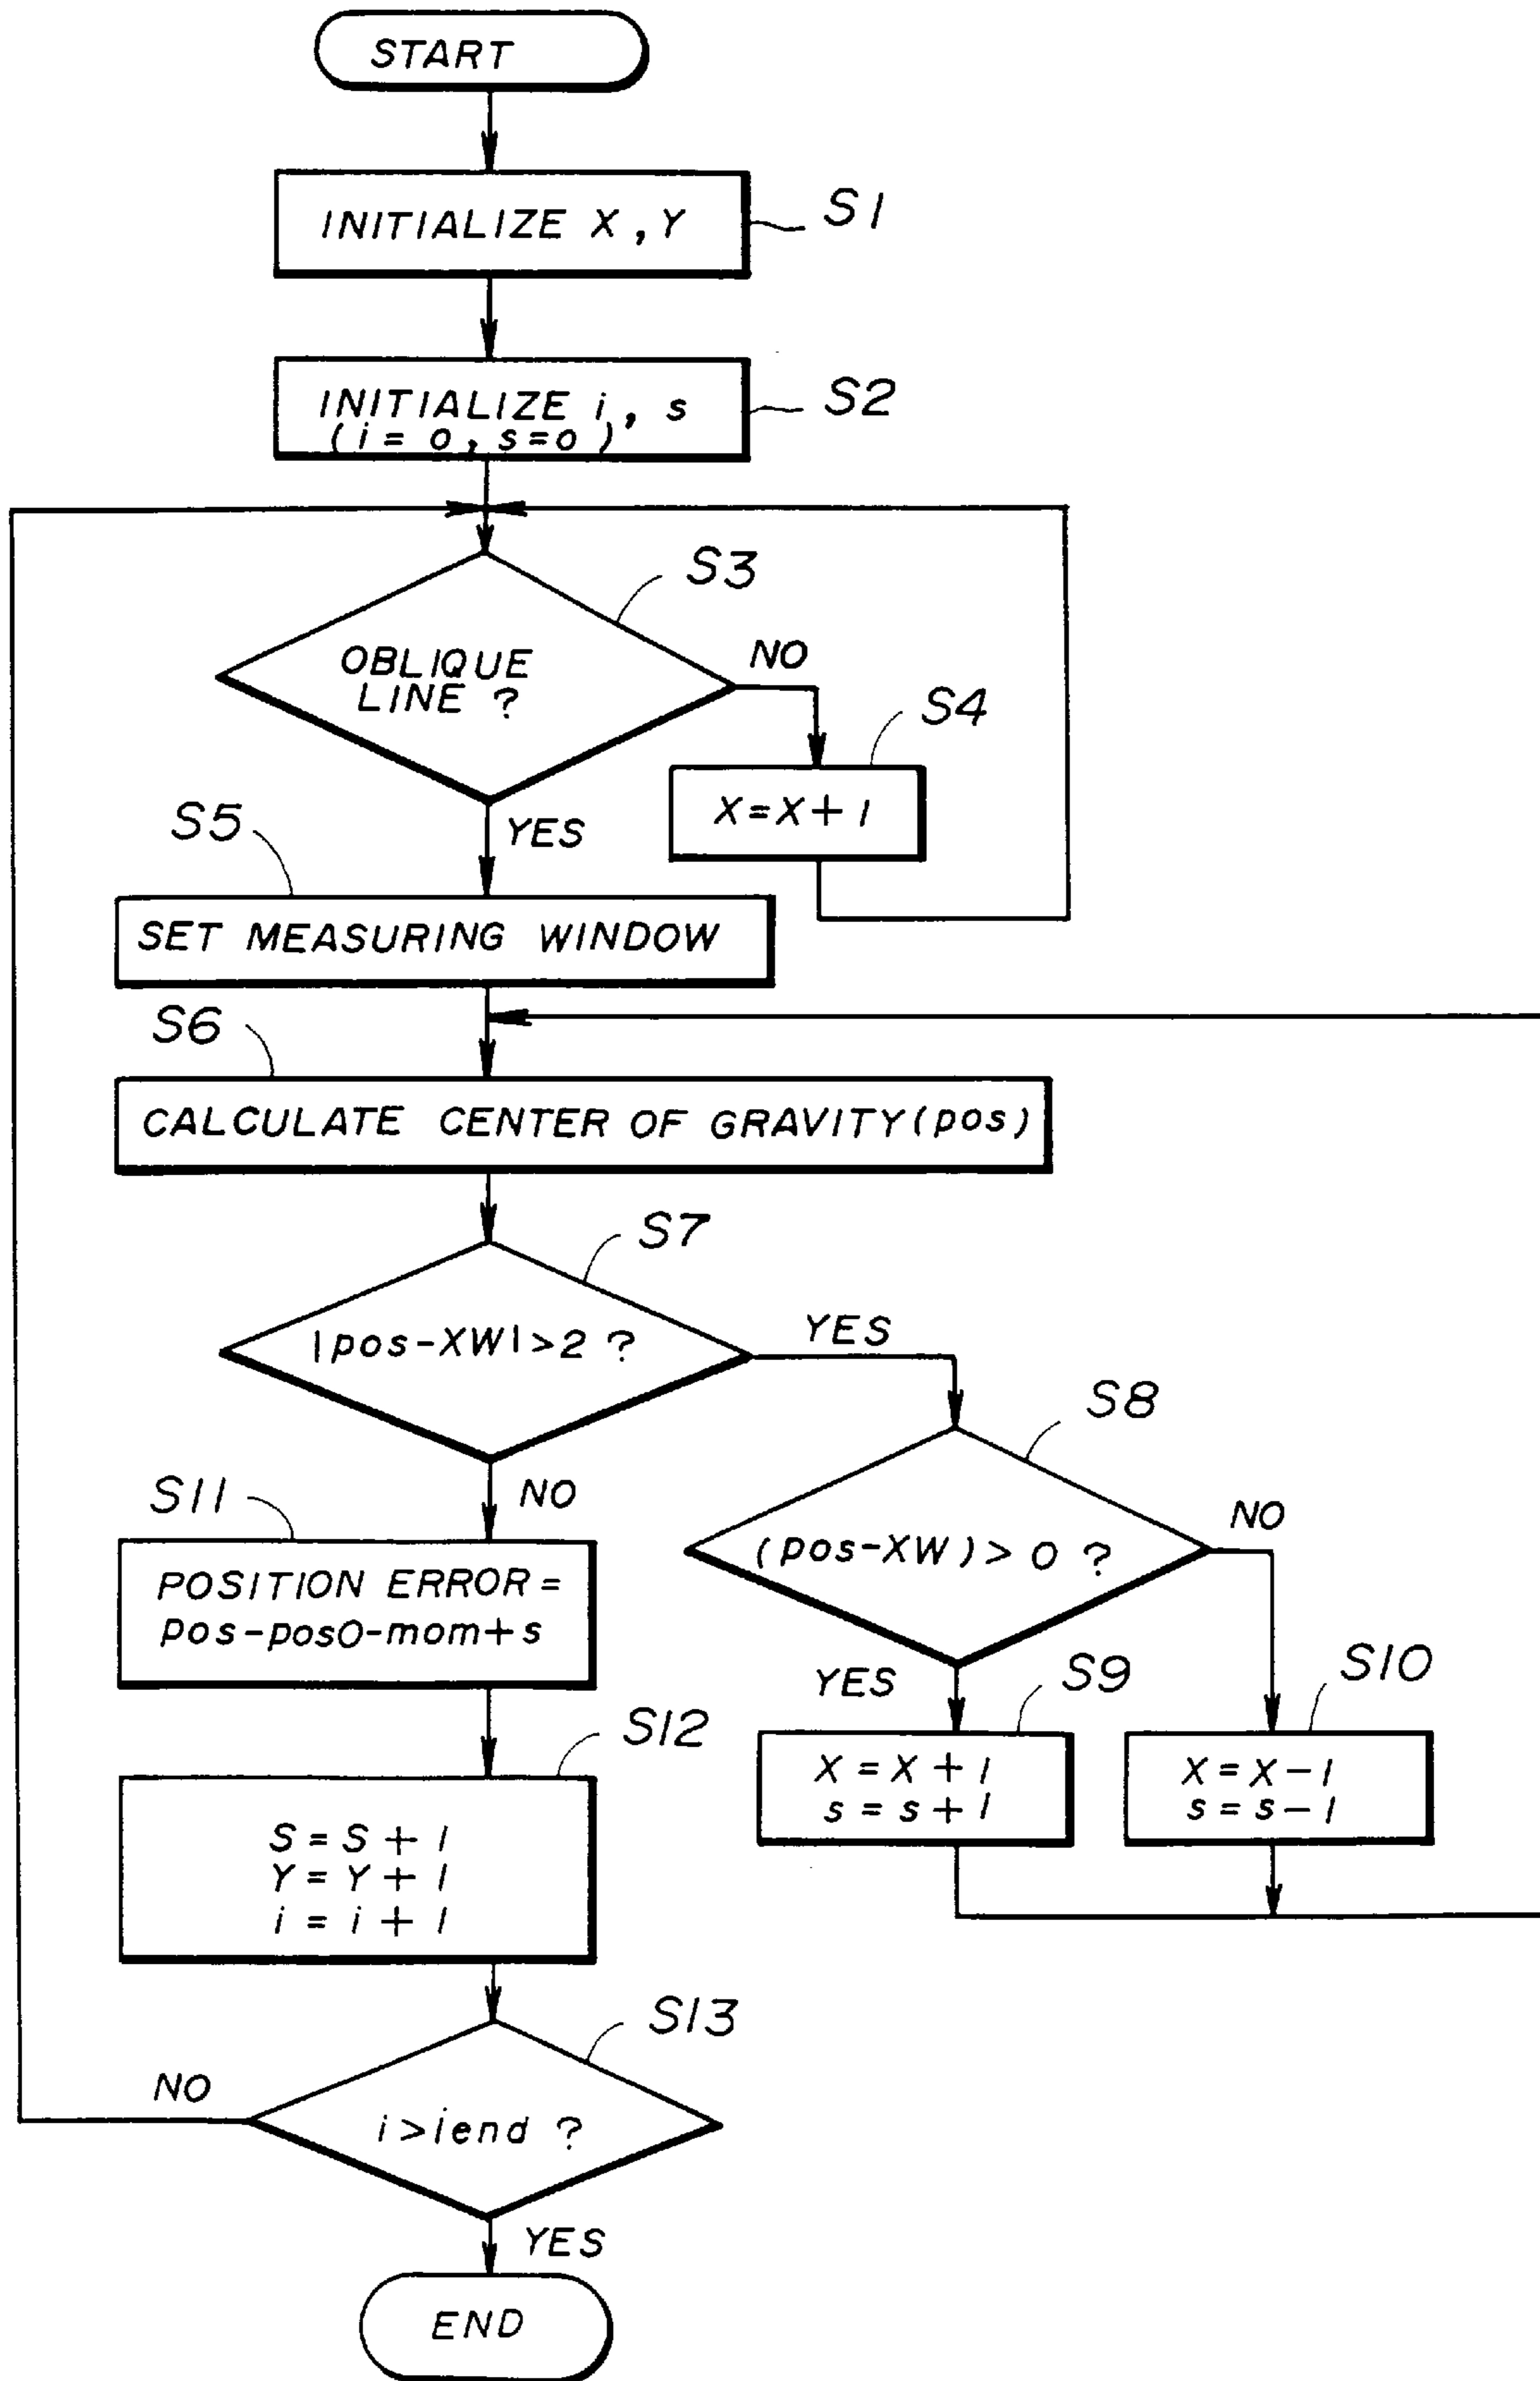 START
INITIALIZE X, Y
S1
INITIALIZE i, s
(i = 0, s=0)
S2
S3
OBLIQUE
LINE ?
NO
S4
X=X+1
YES
S5
SET MEASURING WINDOW
S6
CALCULATE CENTER OF GRAVITY(pos)
S7
|pos-XW|>2 ?
YES
S8
(pos-XW)>0 ?
NO
NO
S11
POSITION ERROR=
pos-pos0-mom+s
YES
S9
X=X+1
s=s+1
S10
X=X-1
s=s-1
S12
S=S+1
Y=Y+1
i=i+1
S13
i>iend ?
NO
YES
END